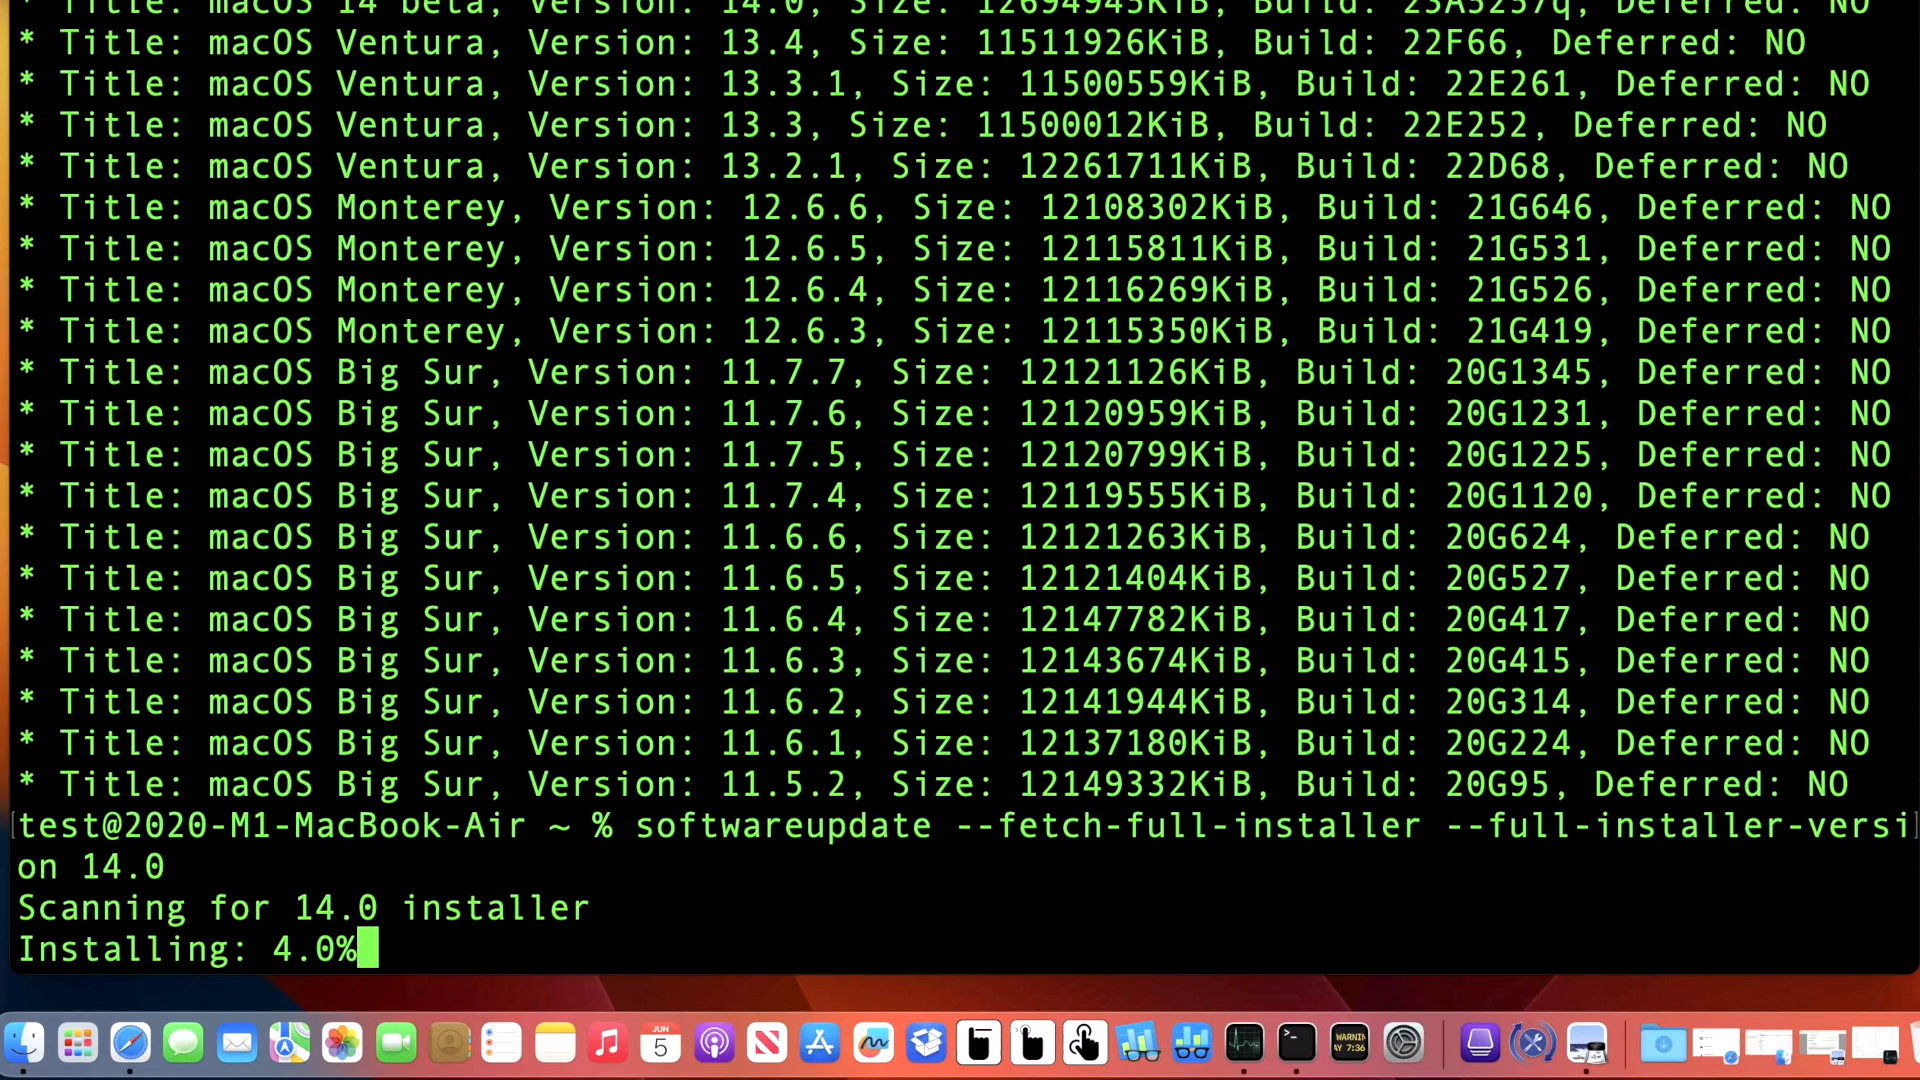 * Title: macOS 14 beta, Version: 14.0, Size: 12694945KiB, Build: 23A5257q, Deferred: NO
* Title: macOS Ventura, Version: 13.4, Size: 11511926KiB, Build: 22F66, Deferred: NO
* Title: macOS Ventura, Version: 13.3.1, Size: 11500559KiB, Build: 22E261, Deferred: NO
* Title: macOS Ventura, Version: 13.3, Size: 11500012KiB, Build: 22E252, Deferred: NO
* Title: macOS Ventura, Version: 13.2.1, Size: 12261711KiB, Build: 22D68, Deferred: NO
* Title: macOS Monterey, Version: 12.6.6, Size: 12108302KiB, Build: 21G646, Deferred: NO
* Title: macOS Monterey, Version: 12.6.5, Size: 12115811KiB, Build: 21G531, Deferred: NO
* Title: macOS Monterey, Version: 12.6.4, Size: 12116269KiB, Build: 21G526, Deferred: NO
* Title: macOS Monterey, Version: 12.6.3, Size: 12115350KiB, Build: 21G419, Deferred: NO
* Title: macOS Big Sur, Version: 11.7.7, Size: 12121126KiB, Build: 20G1345, Deferred: NO
* Title: macOS Big Sur, Version: 11.7.6, Size: 12120959KiB, Build: 20G1231, Deferred: NO
* Title: macOS Big Sur, Version: 11.7.5, Size: 12120799KiB, Build: 20G1225, Deferred: NO
* Title: macOS Big Sur, Version: 11.7.4, Size: 12119555KiB, Build: 20G1120, Deferred: NO
* Title: macOS Big Sur, Version: 11.6.6, Size: 12121263KiB, Build: 20G624, Deferred: NO
* Title: macOS Big Sur, Version: 11.6.5, Size: 12121404KiB, Build: 20G527, Deferred: NO
* Title: macOS Big Sur, Version: 11.6.4, Size: 12147782KiB, Build: 20G417, Deferred: NO
* Title: macOS Big Sur, Version: 11.6.3, Size: 12143674KiB, Build: 20G415, Deferred: NO
* Title: macOS Big Sur, Version: 11.6.2, Size: 12141944KiB, Build: 20G314, Deferred: NO
* Title: macOS Big Sur, Version: 11.6.1, Size: 12137180KiB, Build: 20G224, Deferred: NO
* Title: macOS Big Sur, Version: 11.5.2, Size: 12149332KiB, Build: 20G95, Deferred: NO
[test@2020-M1-MacBook-Air ~ % softwareupdate --fetch-full-installer --full-installer-versi]
on 14.0
Scanning for 14.0 installer
Installing: 4.0%
JUN
5
WARNIN
AY 7:36